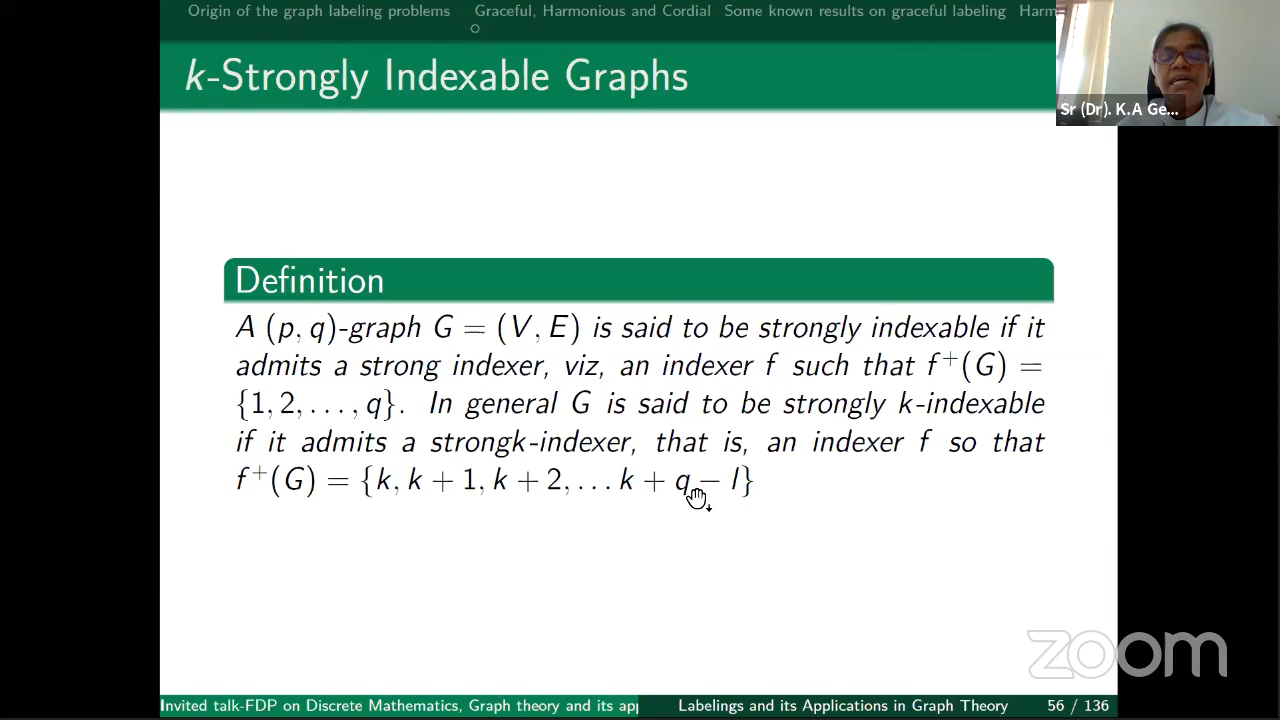 Origin of the graph labeling problems Graceful, Harmonious and Cordial Some known results on graceful labeling Harm
k-Strongly Indexable Graphs
Sr (Dr). K.A Ge...
Definition
A (p, q)-graph G = (V, E) is said to be strongly indexable if it
admits a strong indexer, viz, an indexer f such that f⁺(G) =
{1, 2, . . . , q}. In general G is said to be strongly k-indexable
if it admits a strongk-indexer, that is, an indexer f so that
f⁺(G) = {k, k + 1, k + 2, . . . k + q − l}
zoom
Invited talk-FDP on Discrete Mathematics, Graph theory and its app Labelings and its Applications in Graph Theory 56 / 136